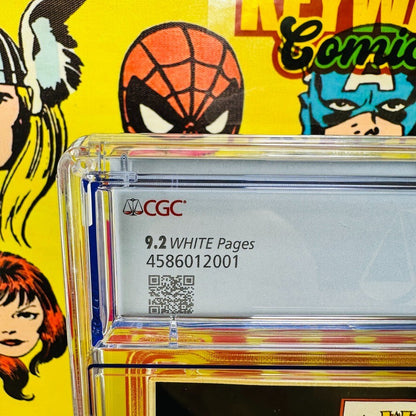 KEYW
Comic
CGC
9.2 WHITE Pages
4586012001